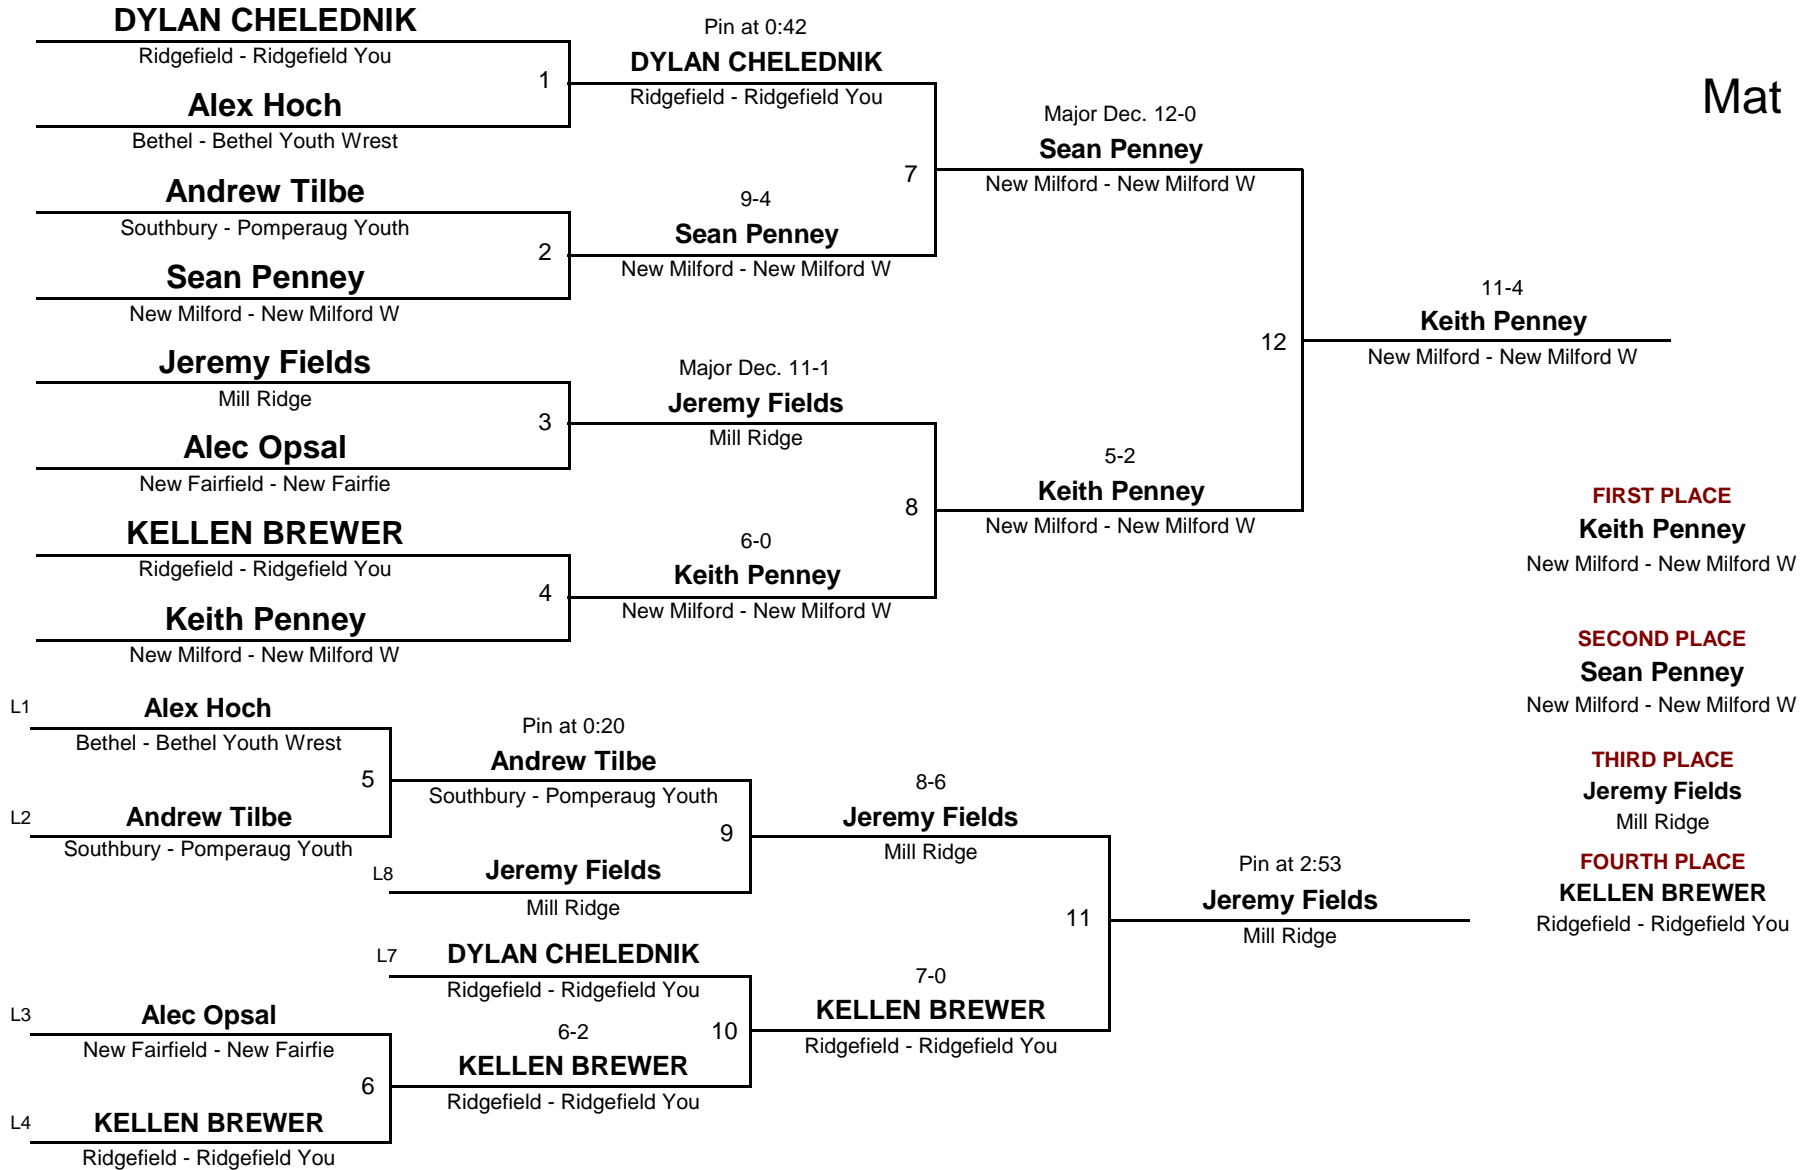 DYLAN CHELEDNIK
Ridgefield - Ridgefield You
1
Alex Hoch
Bethel - Bethel Youth Wrest
Andrew Tilbe
Southbury - Pomperaug Youth
2
Sean Penney
New Milford - New Milford W
Jeremy Fields
Mill Ridge
3
Alec Opsal
New Fairfield - New Fairfie
KELLEN BREWER
Ridgefield - Ridgefield You
4
Keith Penney
New Milford - New Milford W
Pin at 0:42
DYLAN CHELEDNIK
Ridgefield - Ridgefield You
7
9-4
Sean Penney
New Milford - New Milford W
Major Dec. 11-1
Jeremy Fields
Mill Ridge
8
6-0
Keith Penney
New Milford - New Milford W
Major Dec. 12-0
Sean Penney
New Milford - New Milford W
12
5-2
Keith Penney
New Milford - New Milford W
11-4
Keith Penney
New Milford - New Milford W
Mat
FIRST PLACE
Keith Penney
New Milford - New Milford W
SECOND PLACE
Sean Penney
New Milford - New Milford W
THIRD PLACE
Jeremy Fields
Mill Ridge
FOURTH PLACE
KELLEN BREWER
Ridgefield - Ridgefield You
L1
Alex Hoch
Bethel - Bethel Youth Wrest
5
L2
Andrew Tilbe
Southbury - Pomperaug Youth
Pin at 0:20
Andrew Tilbe
Southbury - Pomperaug Youth
9
L8
Jeremy Fields
Mill Ridge
L7
DYLAN CHELEDNIK
Ridgefield - Ridgefield You
10
6-2
KELLEN BREWER
Ridgefield - Ridgefield You
L3
Alec Opsal
New Fairfield - New Fairfie
6
L4
KELLEN BREWER
Ridgefield - Ridgefield You
8-6
Jeremy Fields
Mill Ridge
11
7-0
KELLEN BREWER
Ridgefield - Ridgefield You
Pin at 2:53
Jeremy Fields
Mill Ridge